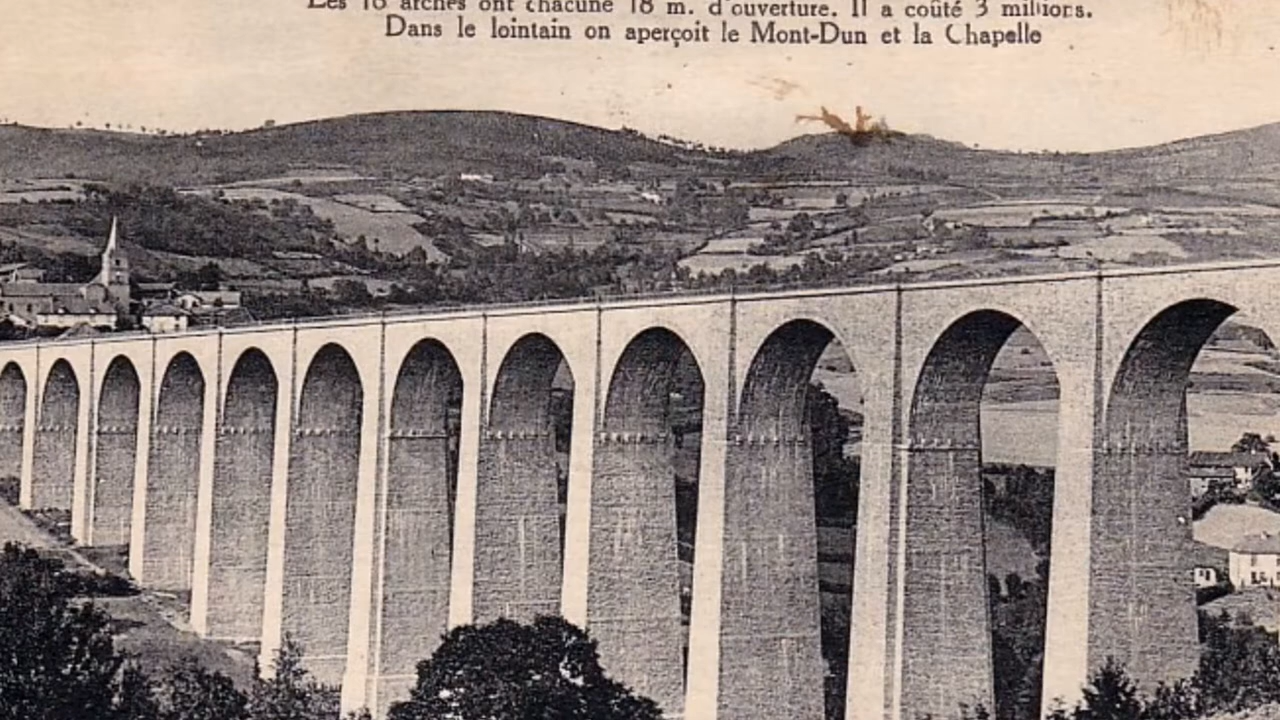 Les 18 arches ont chacune 18 m. d'ouverture. Il a coûté 3 millions.
Dans le lointain on aperçoit le Mont-Dun et la Chapelle